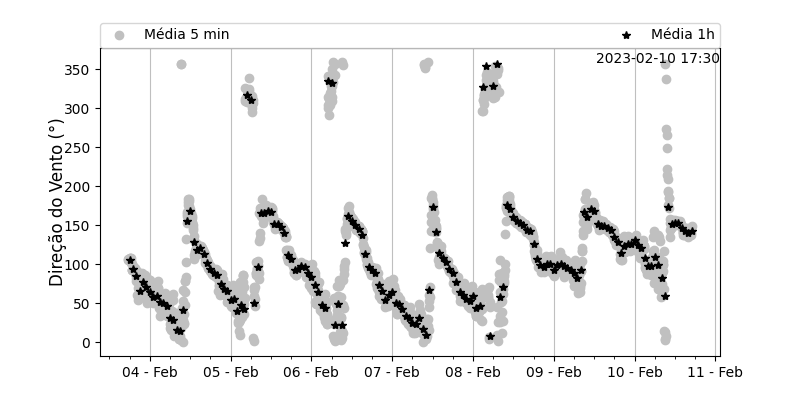 Média 5 min
Média 1h
2023-02-10 17:30
Direção do Vento (°)
350
300
250
200
150
100
50
0
04 - Feb
05 - Feb
06 - Feb
07 - Feb
08 - Feb
09 - Feb
10 - Feb
11 - Feb